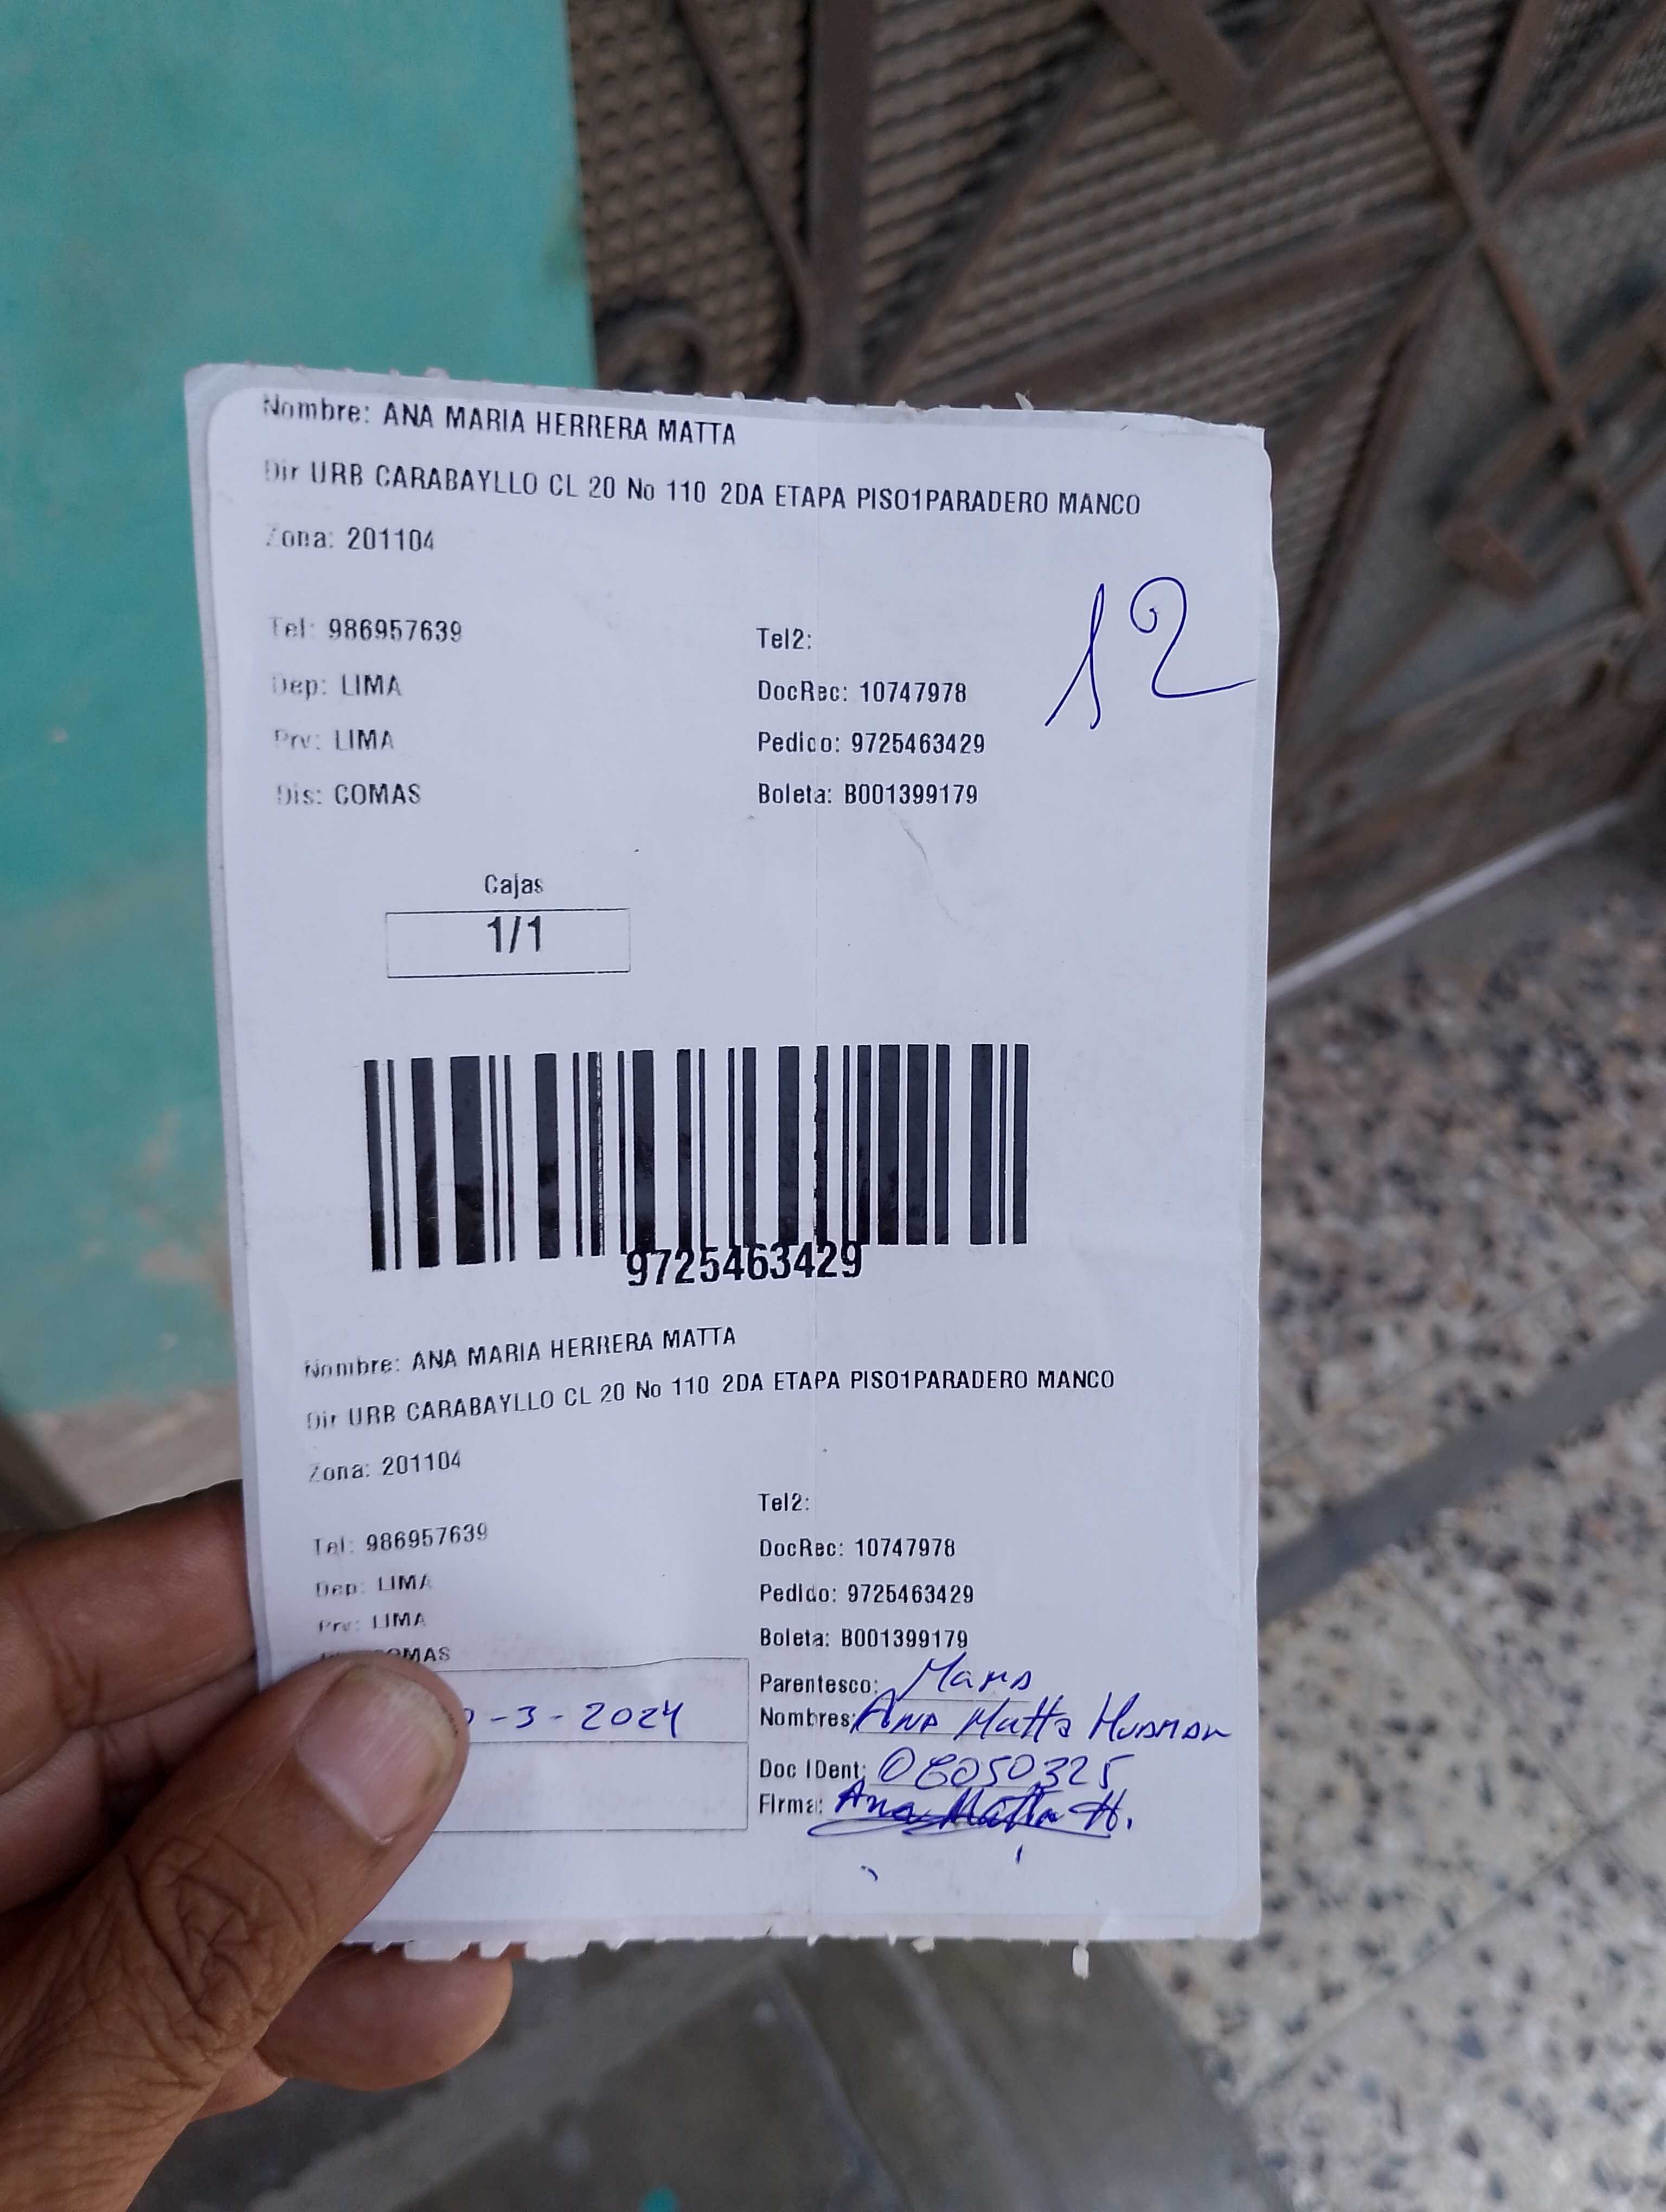 Nombre: ANA MARIA HERRERA MATTA
Dir URB CARABAYLLO CL 20 No 110 2DA ETAPA PISO1PARADERO MANCO
Zona: 201104
12
Tel: 986957639 Tel2:
Dep: LIMA DocRec: 10747978
Prv: LIMA Pedido: 9725463429
Dis: COMAS Boleta: B001399179
Cajas
1/1
9725463429
Nombre: ANA MARIA HERRERA MATTA
Dir URB CARABAYLLO CL 20 No 110 2DA ETAPA PISO1PARADERO MANCO
Zona: 201104
Tel2:
Tel: 986957639 DocRec: 10747978
Dep: LIMA Pedido: 9725463429
Prv: LIMA Boleta: B001399179
COMAS
Parentesco: Mama
-3-2024 Nombres: Ana Matta Huaman
Doc IDent: 08050325
Firma: Ana Matta H.